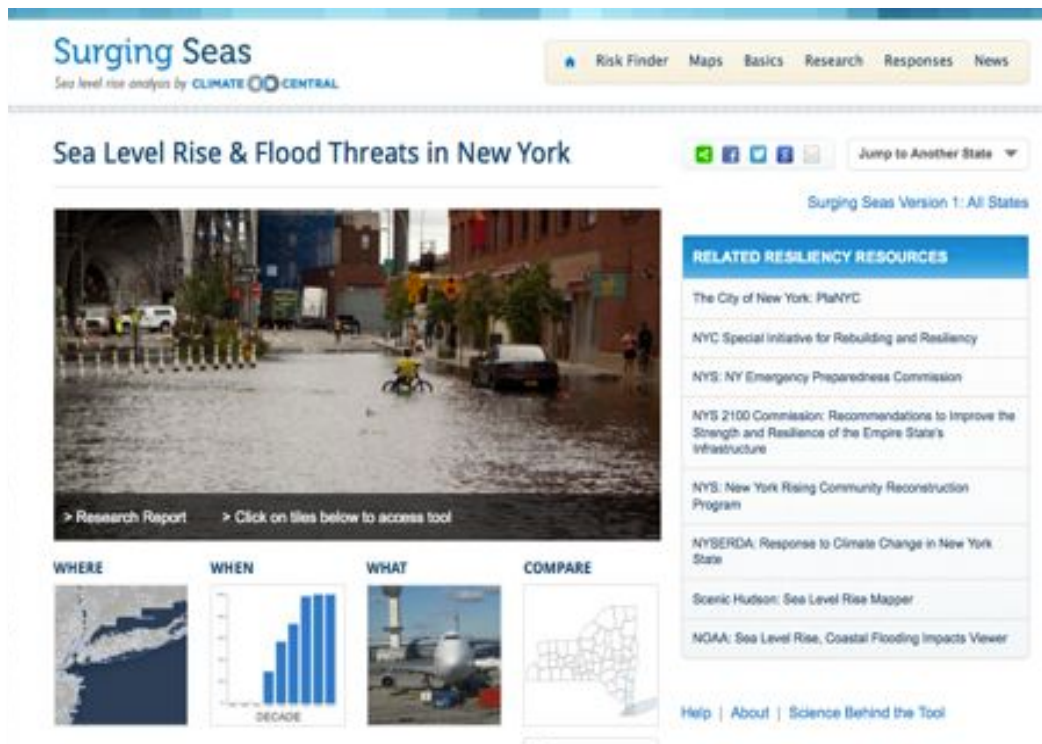 Surging Seas
Sea level rise analysis by CLIMATE CENTRAL
Risk Finder Maps Basics Research Responses News
Sea Level Rise & Flood Threats in New York
Jump to Another State
Surging Seas Version 1: All States
> Research Report > Click on tiles below to access tool
WHERE WHEN WHAT COMPARE
DECADE
RELATED RESILIENCY RESOURCES
The City of New York: PlaNYC
NYC Special Initiative for Rebuilding and Resiliency
NYS: NY Emergency Preparedness Commission
NYS 2100 Commission: Recommendations to Improve the
Strength and Resilience of the Empire State's
Infrastructure
NYS: New York Rising Community Reconstruction
Program
NYSERDA: Response to Climate Change in New York
State
Scenic Hudson: Sea Level Rise Mapper
NOAA: Sea Level Rise, Coastal Flooding Impacts Viewer
Help | About | Science Behind the Tool